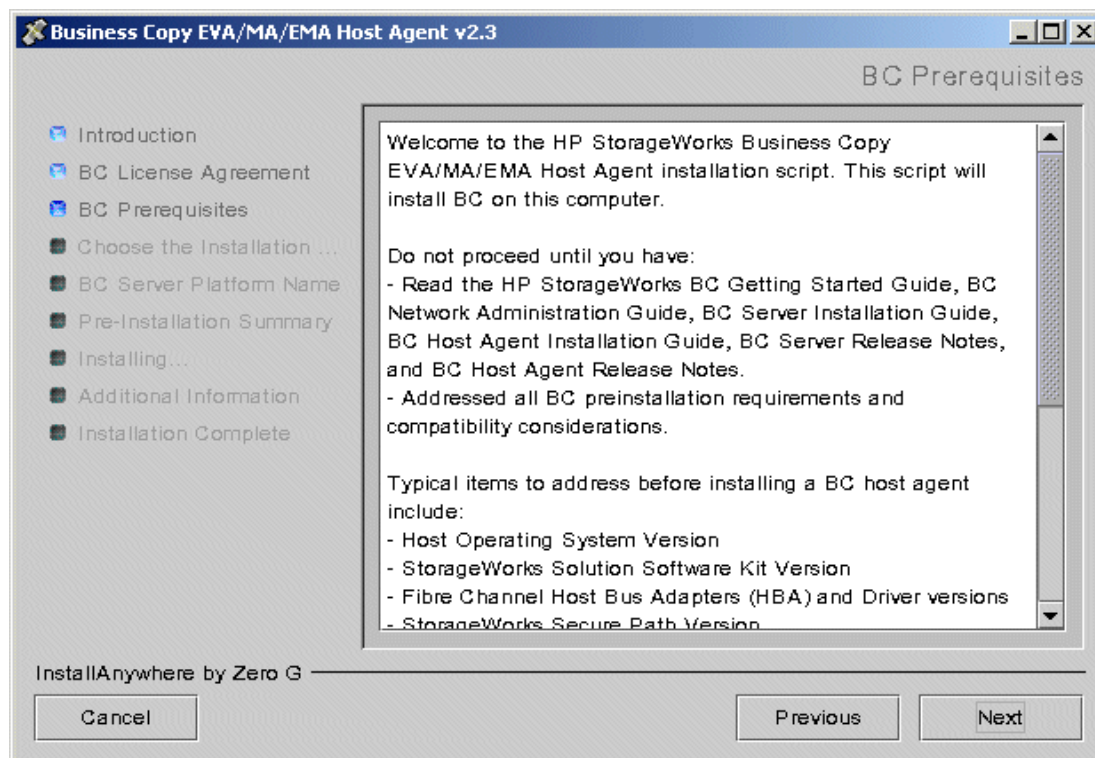 Business Copy EVA/MA/EMA Host Agent v2.3
BC Prerequisites
Introduction
BC License Agreement
BC Prerequisites
Choose the Installation ...
BC Server Platform Name
Pre-Installation Summary
Installing...
Additional Information
Installation Complete
Welcome to the HP StorageWorks Business Copy
EVA/MA/EMA Host Agent installation script. This script will
install BC on this computer.
Do not proceed until you have:
- Read the HP StorageWorks BC Getting Started Guide, BC
Network Administration Guide, BC Server Installation Guide,
BC Host Agent Installation Guide, BC Server Release Notes,
and BC Host Agent Release Notes.
- Addressed all BC preinstallation requirements and
compatibility considerations.
Typical items to address before installing a BC host agent
include:
- Host Operating System Version
- StorageWorks Solution Software Kit Version
- Fibre Channel Host Bus Adapters (HBA) and Driver versions
- StorageWorks Secure Path Version
InstallAnywhere by Zero G
Cancel
Previous
Next